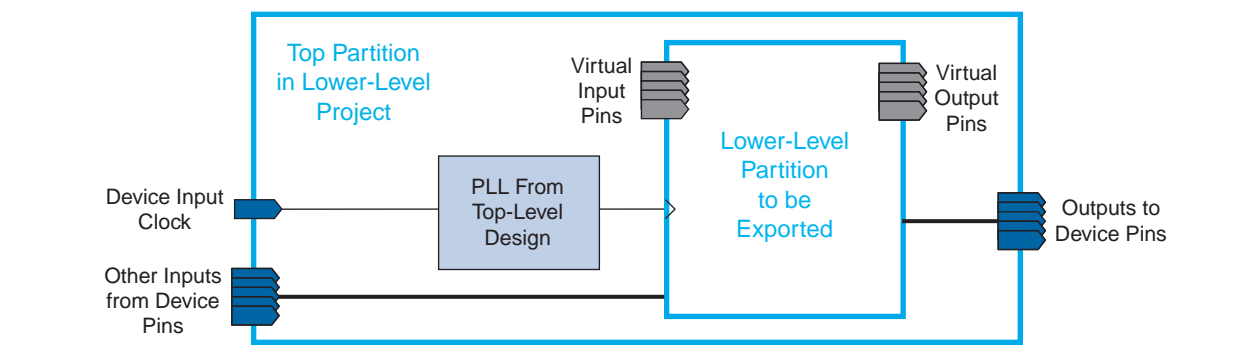 Top Partition
in Lower-Level
Project
Virtual
Input
Pins
Virtual
Output
Pins
Lower-Level
Partition
to be
Exported
Device Input
Clock
PLL From
Top-Level
Design
Outputs to
Device Pins
Other Inputs
from Device
Pins